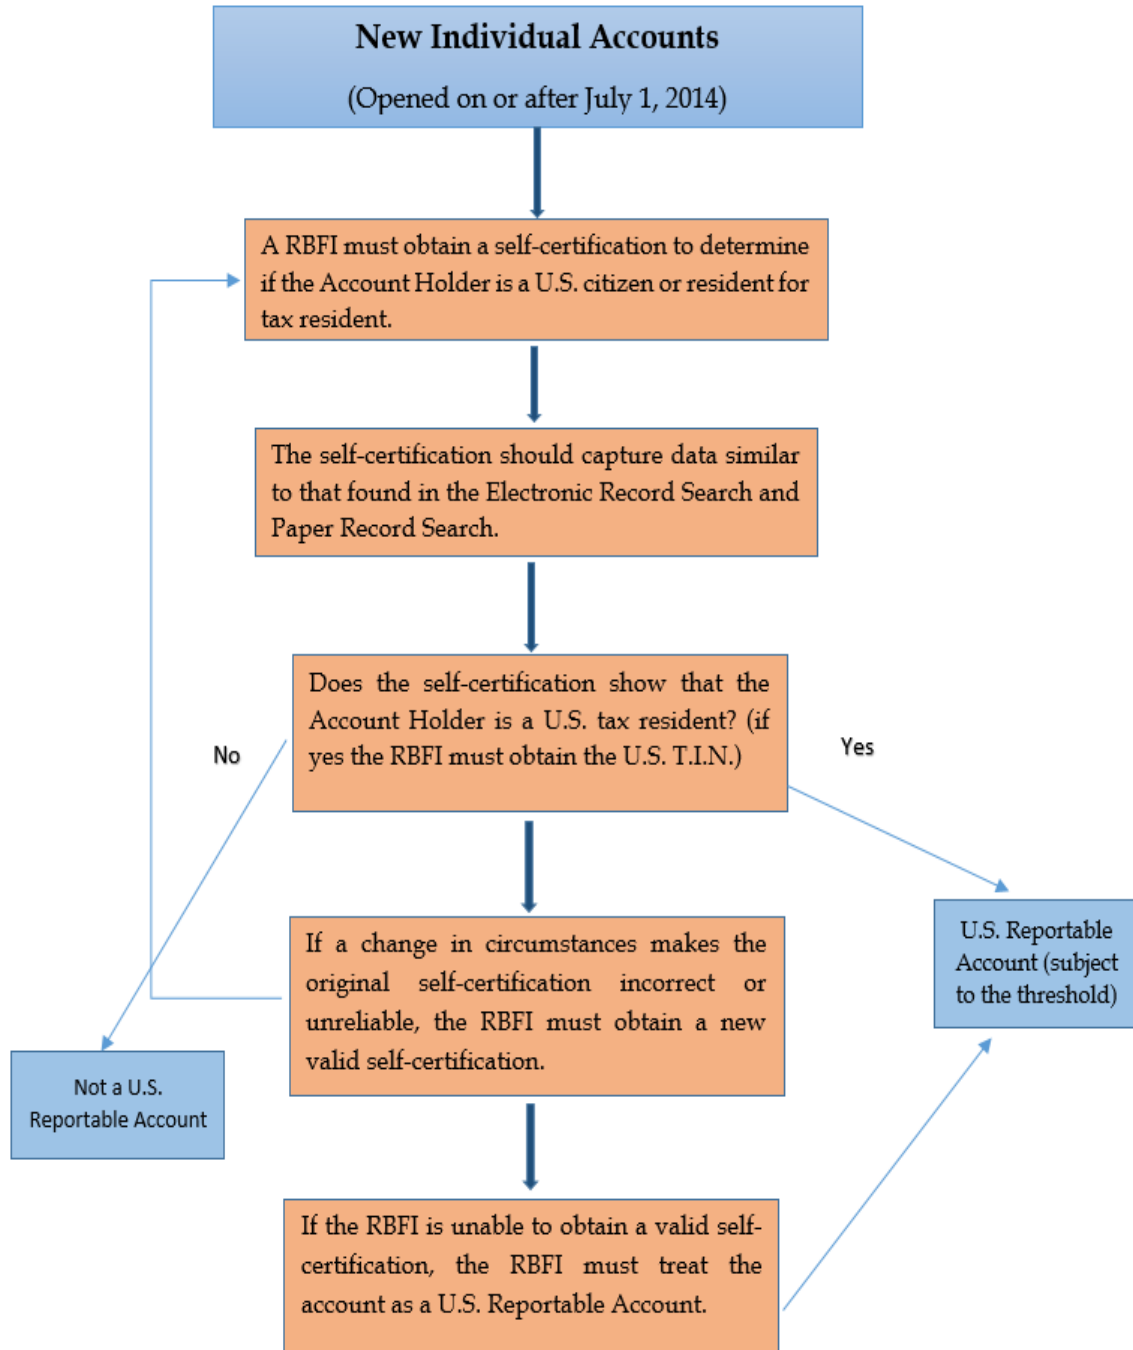 New Individual Accounts
(Opened on or after July 1, 2014)
A RBFI must obtain a self-certification to determine
if the Account Holder is a U.S. citizen or resident for
tax resident.
The self-certification should capture data similar
to that found in the Electronic Record Search and
Paper Record Search.
Does the self-certification show that the
Account Holder is a U.S. tax resident? (if
yes the RBFI must obtain the U.S. T.I.N.)
No
Yes
If a change in circumstances makes the
original self-certification incorrect or
unreliable, the RBFI must obtain a new
valid self-certification.
U.S. Reportable
Account (subject
to the threshold)
Not a U.S.
Reportable Account
If the RBFI is unable to obtain a valid self-
certification, the RBFI must treat the
account as a U.S. Reportable Account.